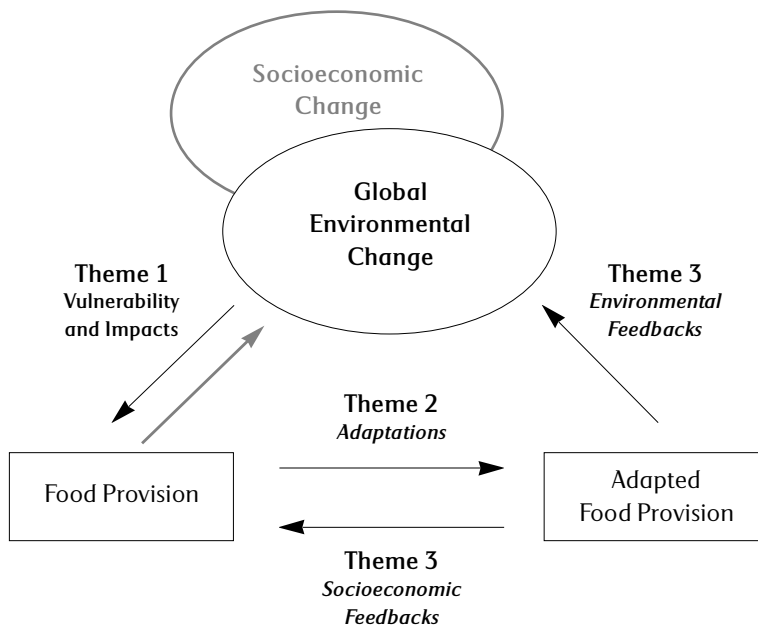 Socioeconomic
Change
Global
Environmental
Change
Theme 1
Vulnerability
and Impacts
Theme 3
Environmental
Feedbacks
Theme 2
Adaptations
Food Provision
Adapted
Food Provision
Theme 3
Socioeconomic
Feedbacks